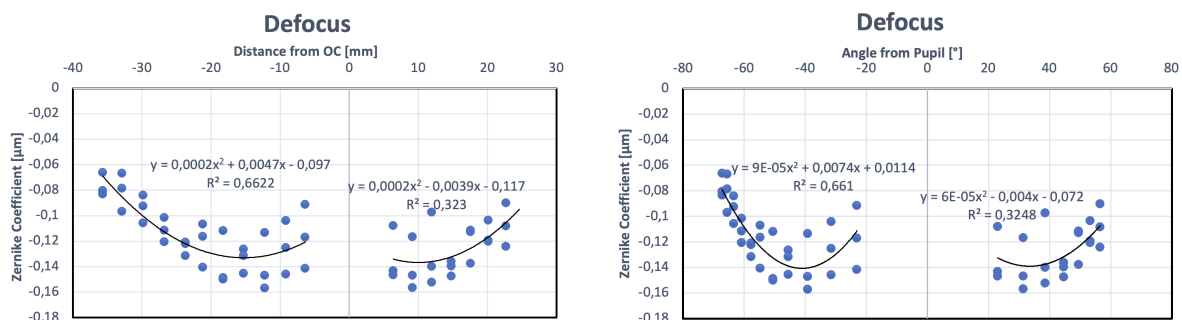 Defocus
Distance from OC [mm]
-40 -30 -20 -10 0 10 20 30
0
-0,02
-0,04
-0,06
-0,08
-0,1
-0,12
-0,14
-0,16
-0,18
Zernike Coefficient [µm]
y = 0,0002x² + 0,0047x - 0,097
R² = 0,6622
y = 0,0002x² - 0,0039x - 0,117
R² = 0,323
Defocus
Angle from Pupil [°]
-80 -60 -40 -20 0 20 40 60 80
0
-0,02
-0,04
-0,06
-0,08
-0,1
-0,12
-0,14
-0,16
-0,18
Zernike Coefficient [µm]
y = 9E-05x² + 0,0074x + 0,0114
R² = 0,661
y = 6E-05x² - 0,004x - 0,072
R² = 0,3248